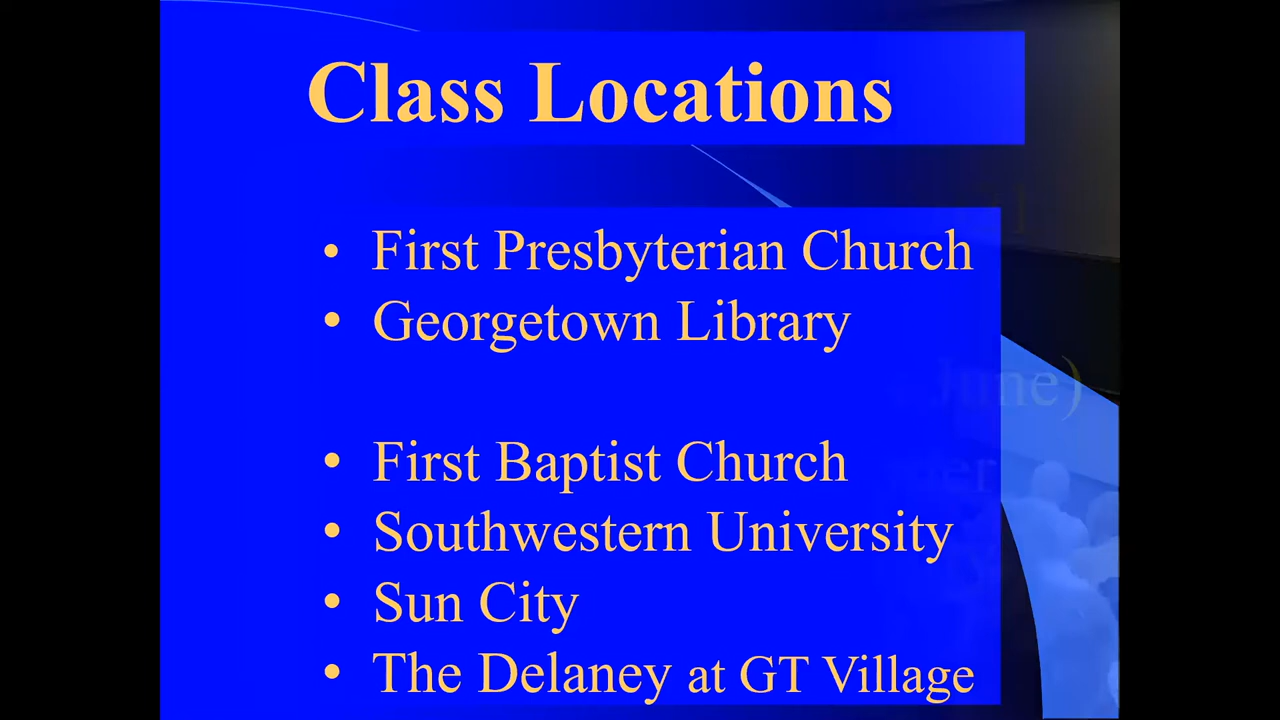 Class Locations
• First Presbyterian Church
• Georgetown Library
• First Baptist Church
• Southwestern University
• Sun City
• The Delaney at GT Village
June)